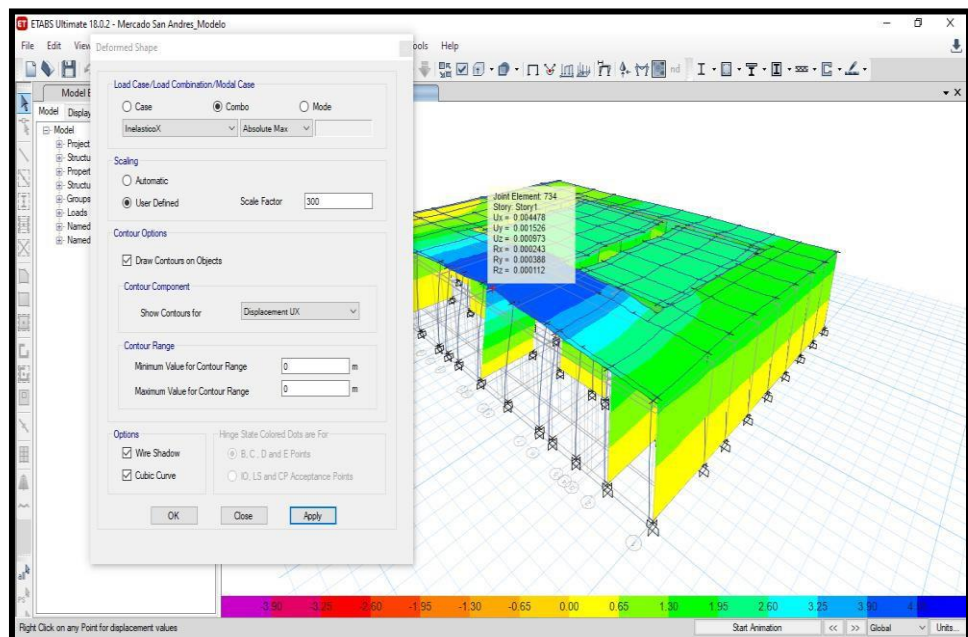 ETABS Ultimate 18.0.2 - Mercado San Andres_Modelo
File Edit View
ools Help
Deformed Shape
Model E
Model Display
Model
Project
Structu
Propert
Structu
Groups
Loads
Named
Named
Load Case/Load Combination/Modal Case
Case Combo Mode
InelasticoX Absolute Max
Scaling
Automatic
User Defined Scale Factor 300
Contour Options
Draw Contours on Objects
Contour Component
Show Contours for Displacement UX
Contour Range
Minimum Value for Contour Range 0 m
Maximum Value for Contour Range 0 m
Options
Wire Shadow
Cubic Curve
Hinge State Colored Dots are For:
B, C , D and E Points
IO, LS and CP Acceptance Points
OK Close Apply
nd
Joint Element: 734
Story: Story1
Ux = 0.004478
Uy = 0.001526
Uz = 0.000973
Rx = 0.000243
Ry = 0.000388
Rz = 0.000112
all
-3.90 -3.25 -2.60 -1.95 -1.30 -0.65 0.00 0.65 1.30 1.95 2.60 3.25 3.90
Right Click on any Point for displacement values
Start Animation << >> Global Units...